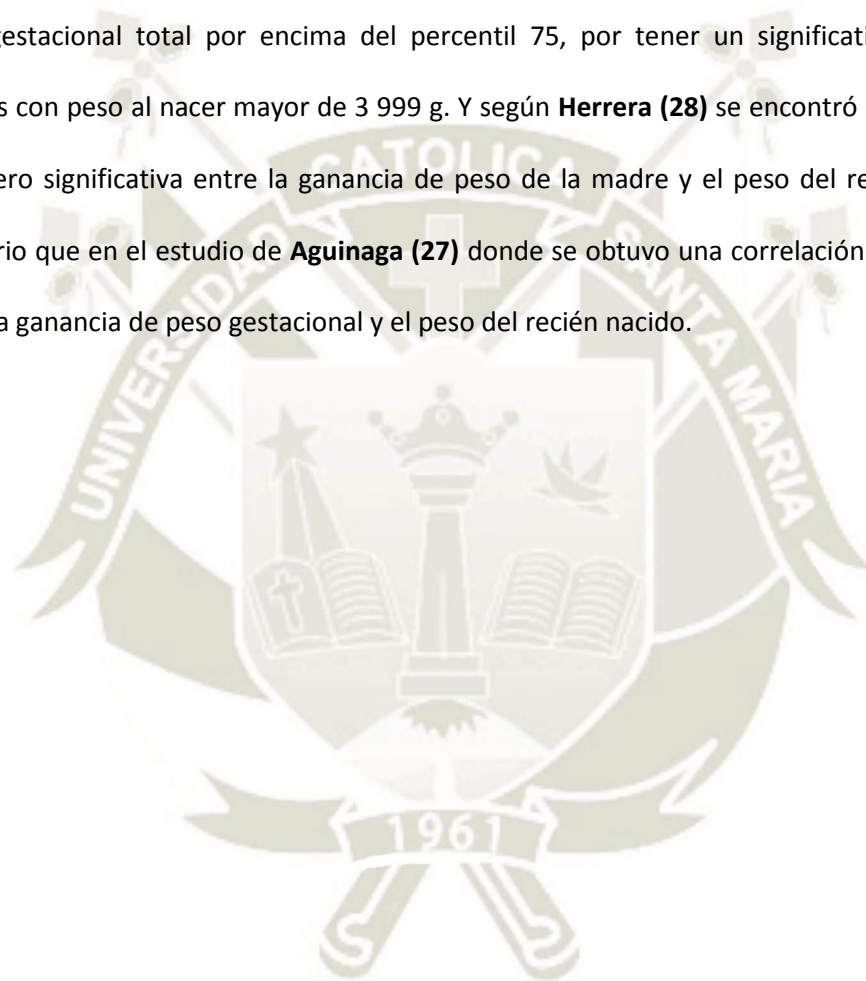 gestacional total por encima del percentil 75, por tener un significati
s con peso al nacer mayor de 3 999 g. Y según Herrera (28) se encontró
ero significativa entre la ganancia de peso de la madre y el peso del re
rio que en el estudio de Aguinaga (27) donde se obtuvo una correlación
a ganancia de peso gestacional y el peso del recién nacido.
UNIVERSIDAD CATOLICA SANTA MARIA
1961